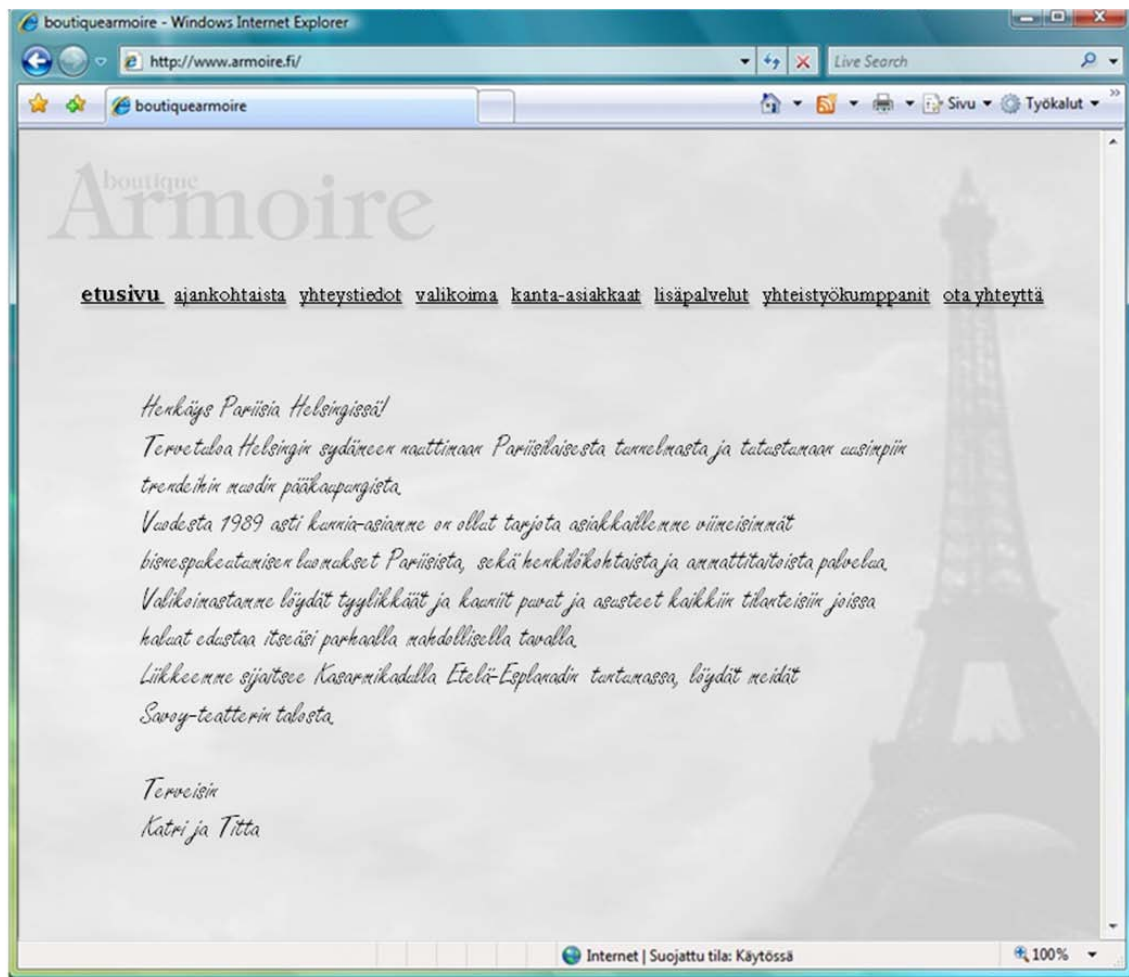 boutiquearmoire - Windows Internet Explorer
http://www.armoire.fi/
Live Search
boutiquearmoire
Sivu
Työkalut
boutique
Armoire
etusivu ajankohtaista yhteystiedot valikoima kanta-asiakkaat lisäpalvelut yhteistyökumppanit ota yhteyttä
Henkäys Pariisia Helsingissä!
Tervetuloa Helsingin sydämeen nauttimaan Pariisilaisesta tunnelmasta ja tutustumaan uusimpiin
trendeihin muodin pääkaupungista.
Vuodesta 1989 asti kunnia-asiamme on ollut tarjota asiakkaillemme viimeisimmät
bisnespukeutumisen luomukset Pariisista, sekä henkilökohtaista ja ammattitaitoista palvelua.
Valikoimastamme löydät tyylikkäät ja kauniit puvut ja asusteet kaikkiin tilanteisiin joissa
haluat edustaa itseäsi parhaalla mahdollisella tavalla.
Liikkeemme sijaitsee Kasarmikadulla Etelä-Esplanadin tuntumassa, löydät meidät
Savoy-teatterin talosta.
Terveisin
Katri ja Titta
Internet | Suojattu tila: Käytössä
100%